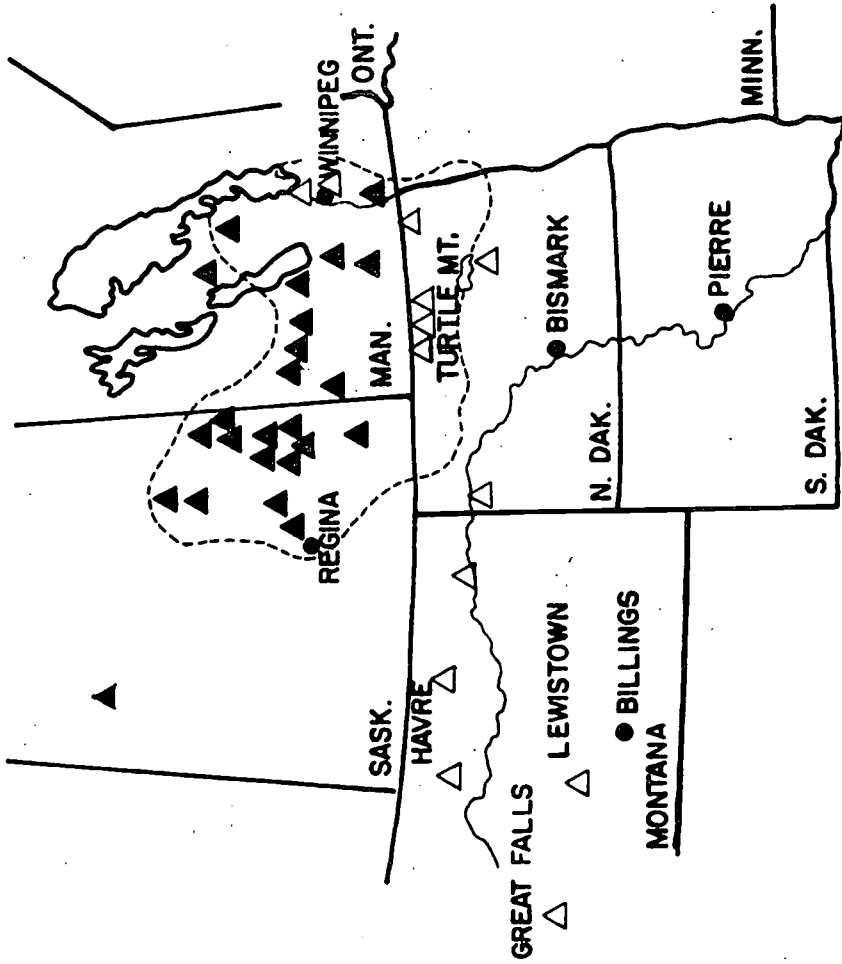 WINNIPEG
ONT.
MAN.
REGINA
SASK.
HAVRE
TURTLE MT.
MINN.
BISMARK
PIERRE
N. DAK.
S. DAK.
GREAT FALLS
LEWISTOWN
BILLINGS
MONTANA